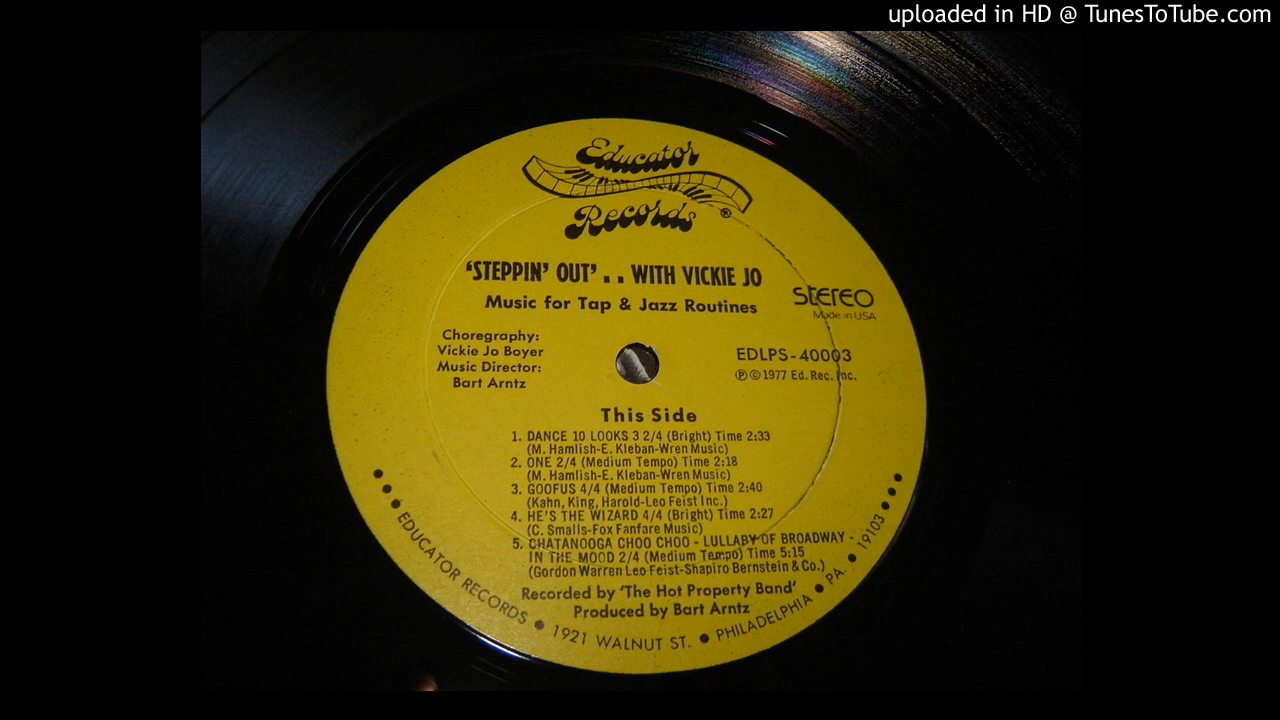 uploaded in HD @ TunesToTube.com
Educator
Records ®
'STEPPIN' OUT' . . WITH VICKIE JO
Music for Tap & Jazz Routines
STEREO
Made in USA
Choregraphy:
Vickie Jo Boyer
Music Director:
Bart Arntz
EDLPS-40003
Ⓟ©1977 Ed. Rec. Inc.
This Side
1. DANCE 10 LOOKS 3 2/4 (Bright) Time 2:33
(M. Hamlish-E. Kleban-Wren Music)
2. ONE 2/4 (Medium Tempo) Time 2:18
(M. Hamlish-E. Kleban-Wren Music)
3. GOOFUS 4/4 (Medium Tempo) Time 2:40
(Kahn, King, Harold-Leo Feist Inc.)
4. HE'S THE WIZARD 4/4 (Bright) Time 2:27
(C. Smalls-Fox Fanfare Music)
5. CHATANOOGA CHOO CHOO - LULLABY OF BROADWAY -
IN THE MOOD 2/4 (Medium Tempo) Time 5:15
(Gordon Warren Leo Feist-Shapiro Bernstein & Co.)
Recorded by 'The Hot Property Band'
Produced by Bart Arntz
••• EDUCATOR RECORDS • 1921 WALNUT ST. • PHILADELPHIA • PA. • 19103 •••